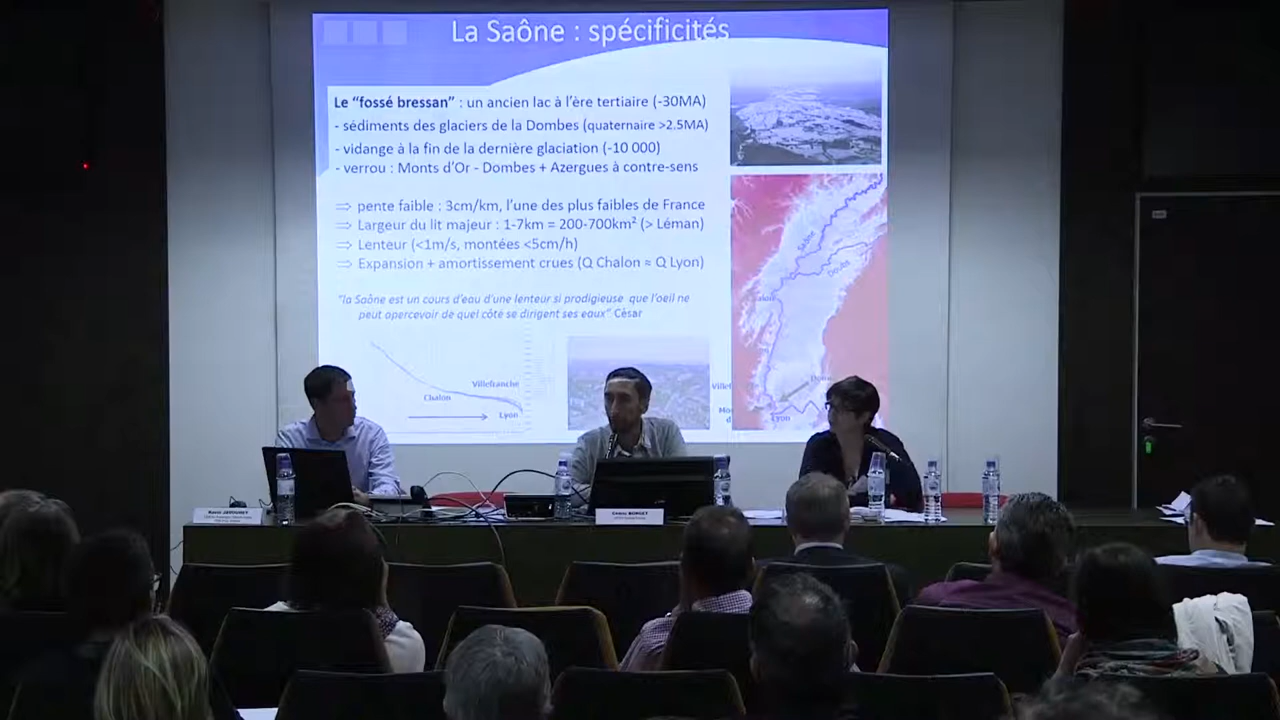 La Saône : spécificités
Le “fossé bressan” : un ancien lac à l’ère tertiaire (-30MA)
- sédiments des glaciers de la Dombes (quaternaire >2.5MA)
- vidange à la fin de la dernière glaciation (-10 000)
- verrou : Monts d’Or - Dombes + Azergues à contre-sens
⇒ pente faible : 3cm/km, l’une des plus faibles de France
⇒ Largeur du lit majeur : 1-7km = 200-700km² (> Léman)
⇒ Lenteur (<1m/s, montées <5cm/h)
⇒ Expansion + amortissement crues (Q Chalon ≈ Q Lyon)
“la Saône est un cours d’eau d’une lenteur si prodigieuse que l’oeil ne
peut apercevoir de quel côté se dirigent ses eaux” César
Saône
Doubs
Villefranche
Chalon
Lyon
Lyon